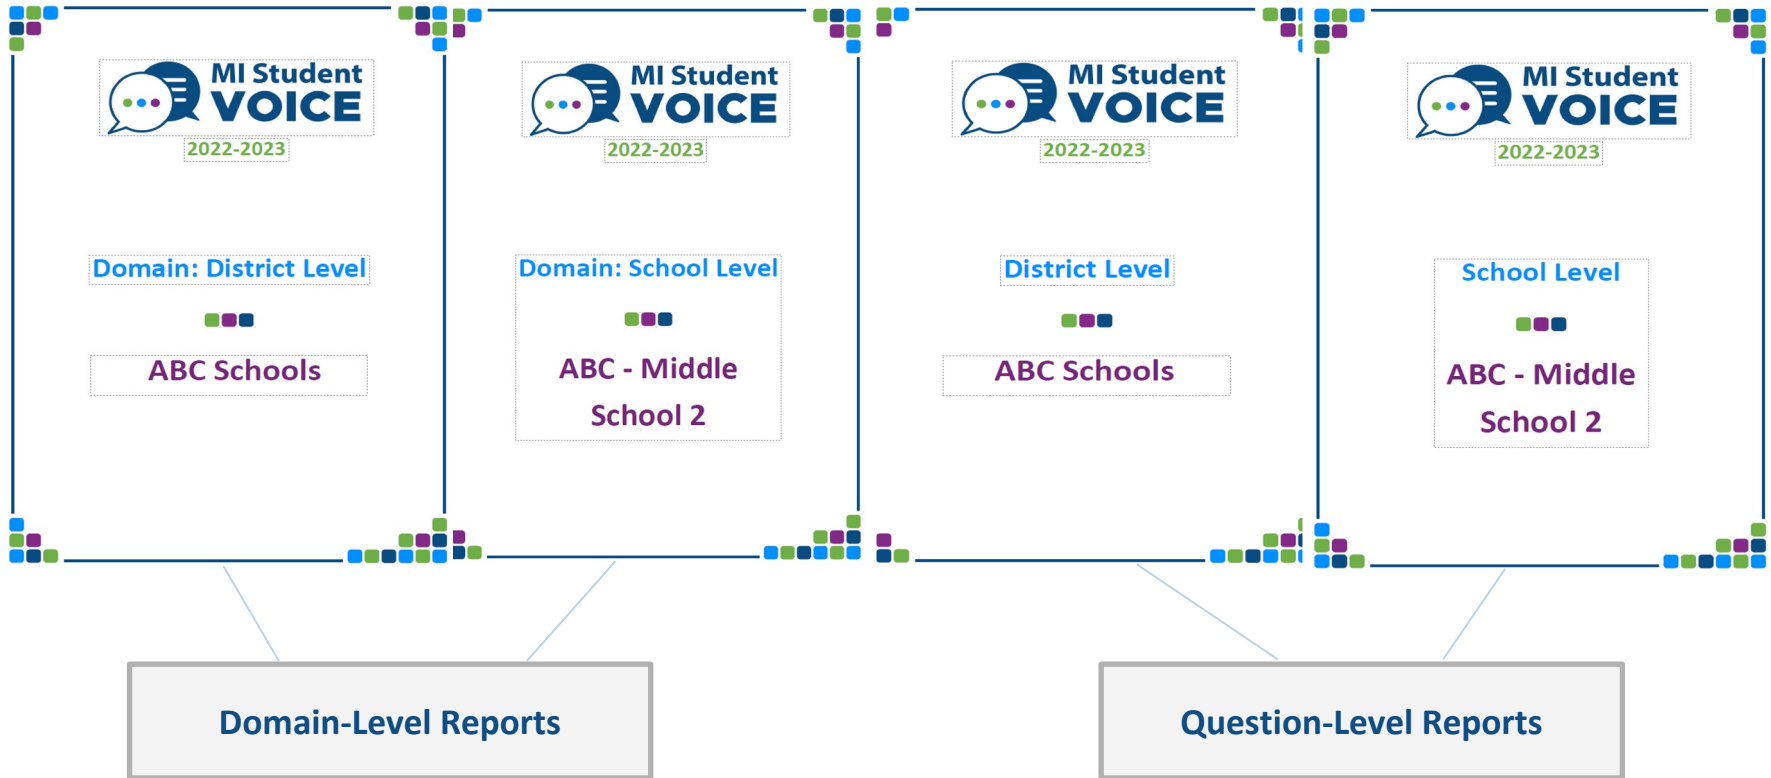 MI Student
VOICE
2022-2023
Domain: District Level
ABC Schools
MI Student
VOICE
2022-2023
Domain: School Level
ABC - Middle
School 2
MI Student
VOICE
2022-2023
District Level
ABC Schools
MI Student
VOICE
2022-2023
School Level
ABC - Middle
School 2
Domain-Level Reports
Question-Level Reports